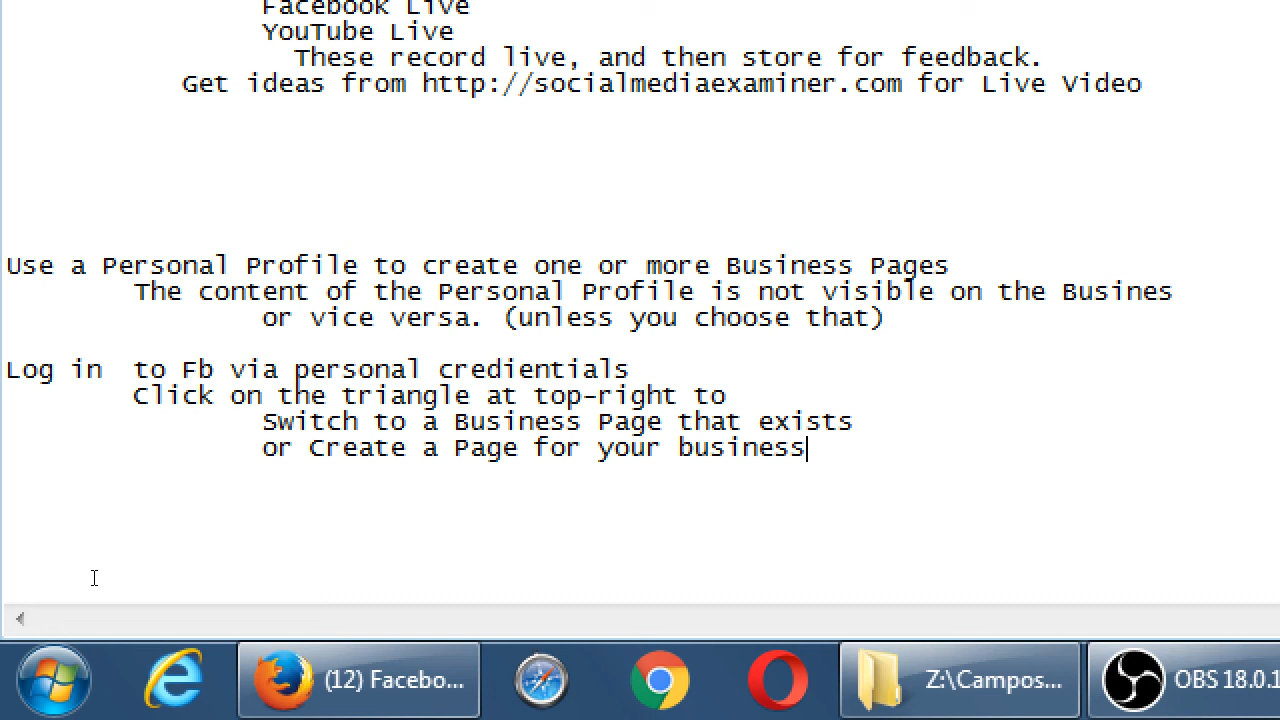 Facebook Live
YouTube Live
These record live, and then store for feedback.
Get ideas from http://socialmediaexaminer.com for Live Video
Use a Personal Profile to create one or more Business Pages
The content of the Personal Profile is not visible on the Busines
or vice versa. (unless you choose that)
Log in  to Fb via personal credientials
Click on the triangle at top-right to
Switch to a Business Page that exists
or Create a Page for your business
(12) Facebo...
Z:\Campos...
OBS 18.0.1